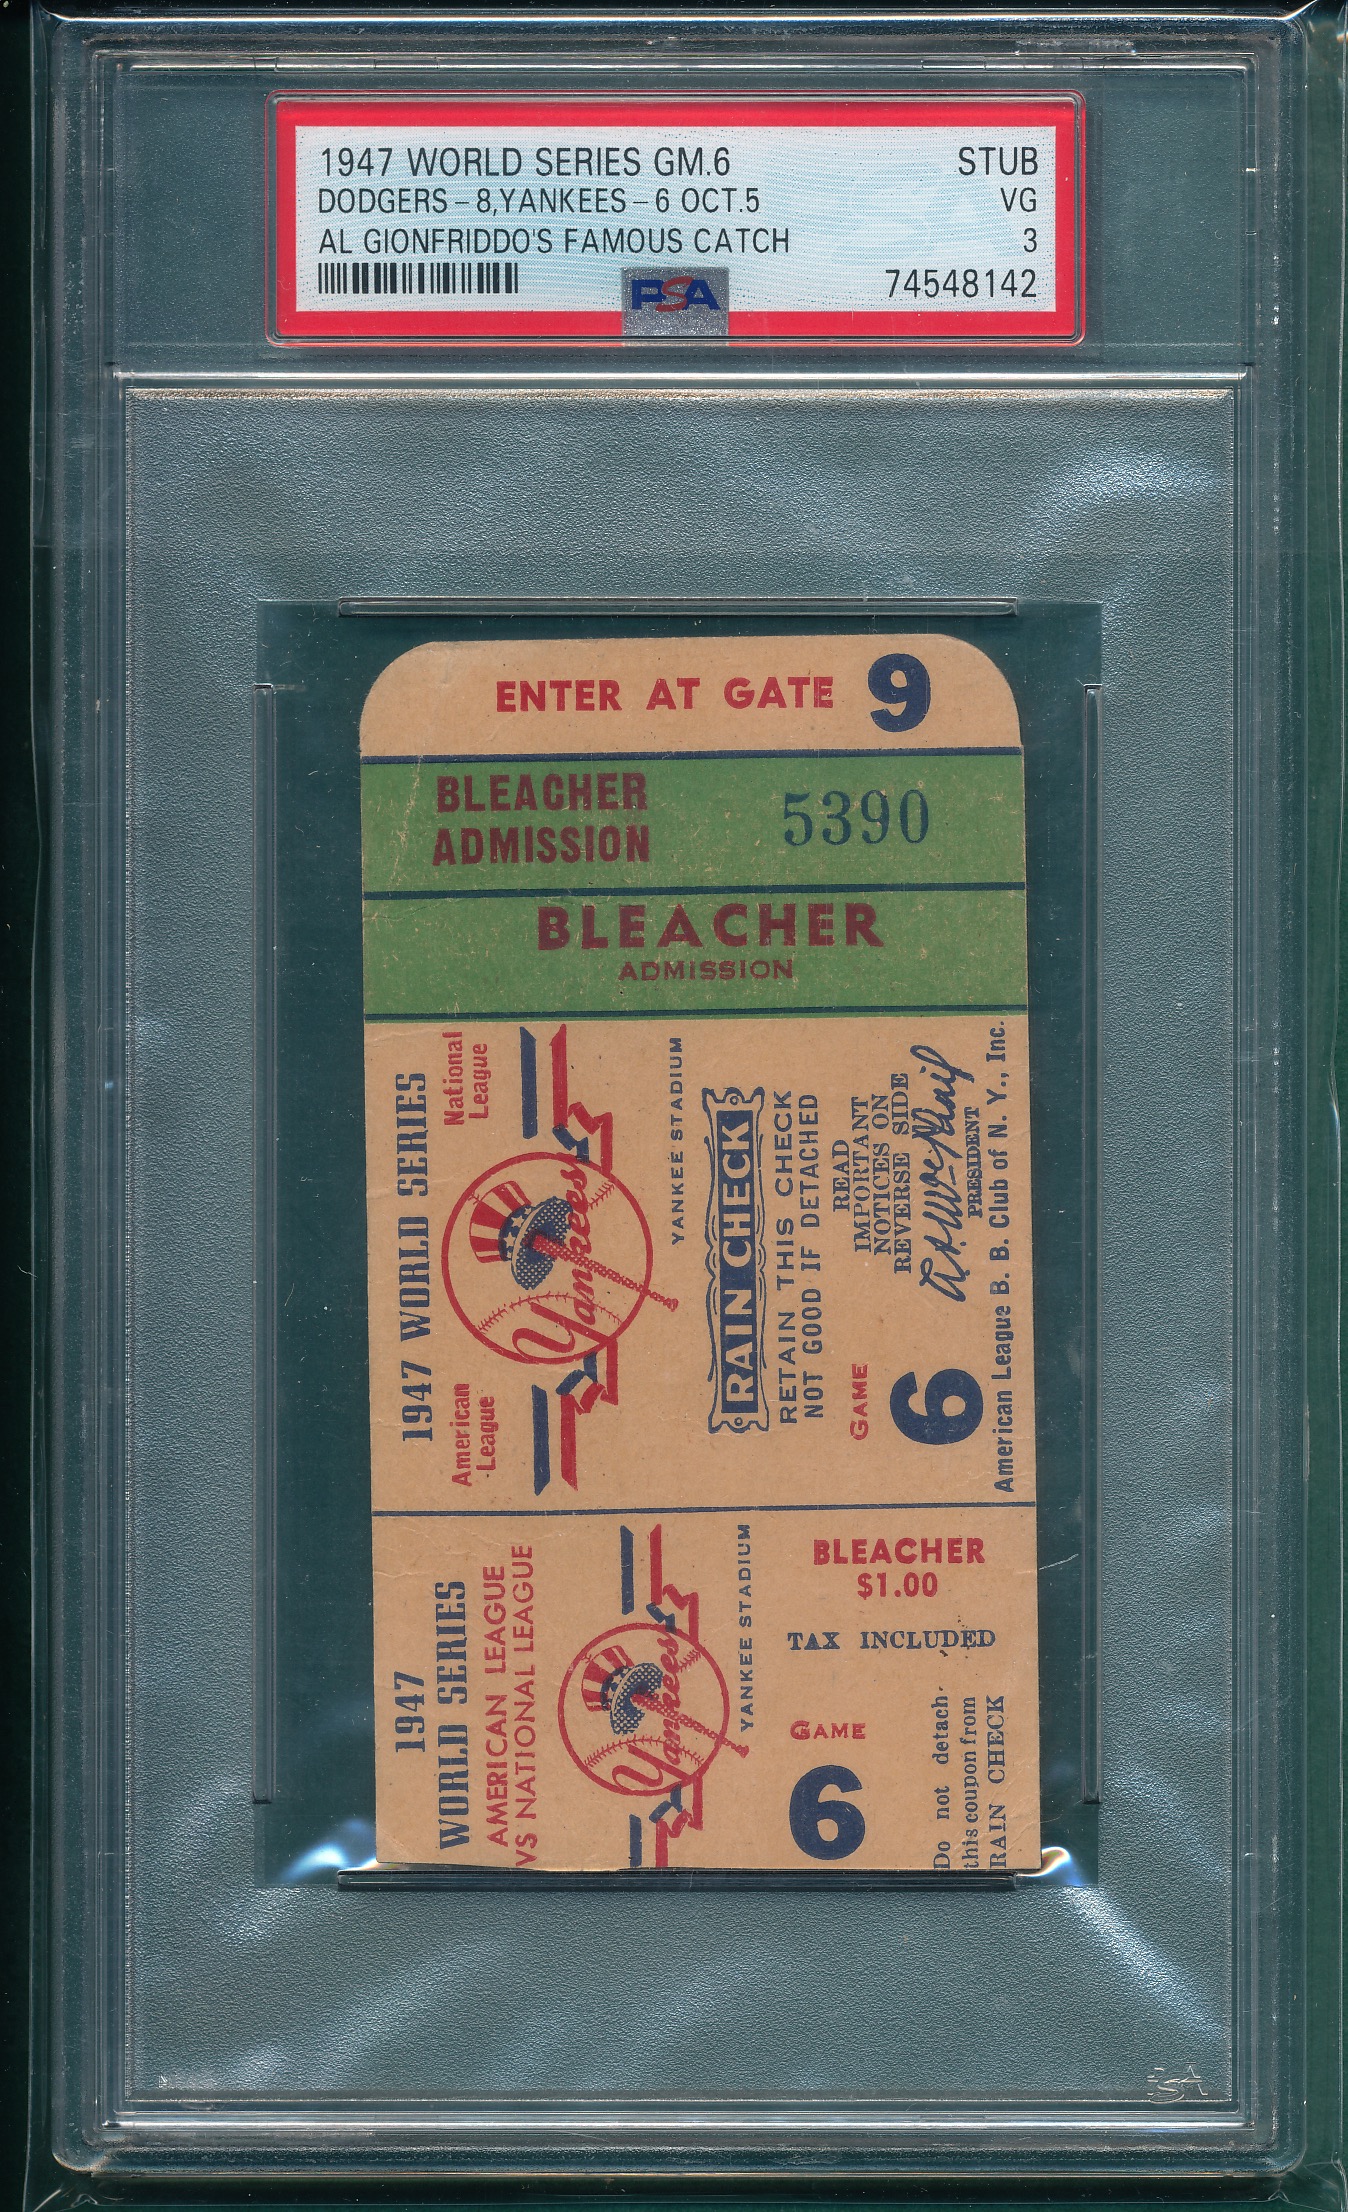 1947 WORLD SERIES GM.6 STUB
DODGERS-8,YANKEES-6 OCT.5 VG
AL GIONFRIDDO'S FAMOUS CATCH 3
74548142
PSA
ENTER AT GATE 9
BLEACHER
ADMISSION
5390
BLEACHER
ADMISSION
1947 WORLD SERIES
American
League
National
League
Yankees
YANKEE STADIUM
RAIN CHECK
RETAIN THIS CHECK
NOT GOOD IF DETACHED
GAME
6
READ
IMPORTANT
NOTICES ON
REVERSE SIDE
PRESIDENT
American League B. B. Club of N. Y., Inc.
1947
WORLD SERIES
AMERICAN LEAGUE
VS NATIONAL LEAGUE
Yankees
YANKEE STADIUM
BLEACHER
$1.00
TAX INCLUDED
GAME
6
Do not detach
this coupon from
RAIN CHECK
PSA